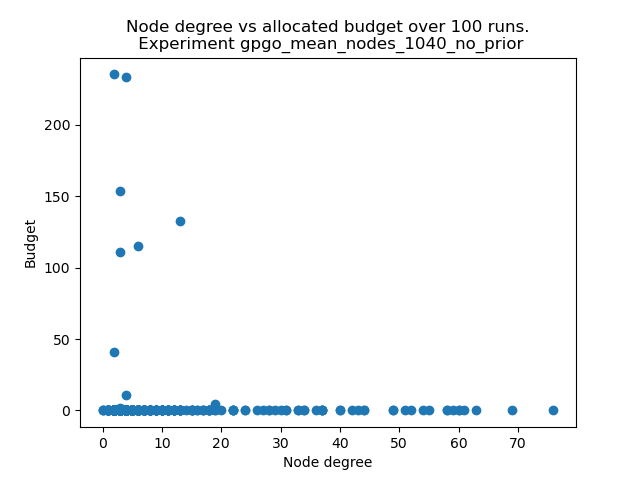 Node degree vs allocated budget over 100 runs.
Experiment gpgo_mean_nodes_1040_no_prior
200
150
100
50
0
Budget
0 10 20 30 40 50 60 70
Node degree